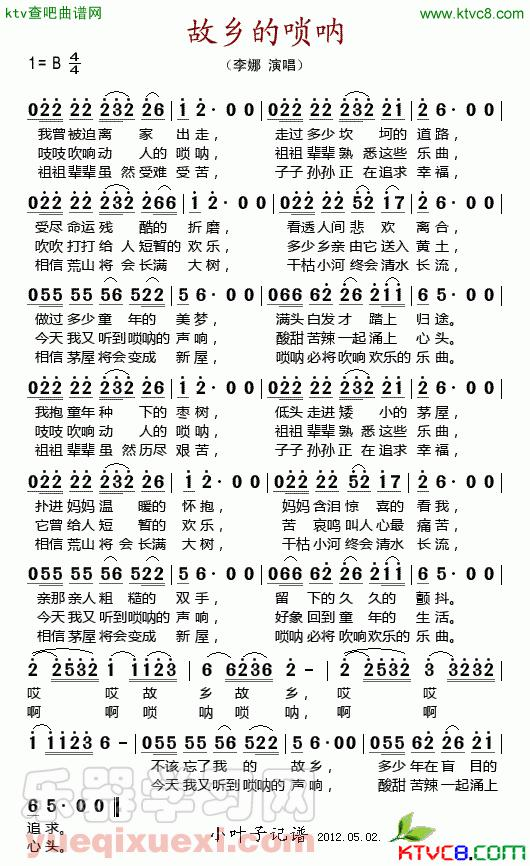 ktv查吧曲谱网
www.ktvc8.com
故乡的唢呐
1= B 4/4
（李娜 演唱）
022 22 232 26 | 1 2· 0 0 | 022 22 232 21 | 2 6· 0 0 |
我曾被迫离 家 出走， 走过多少坎 坷的道路，
吱吱吹响动 人的唢呐， 祖祖辈辈熟 悉这些乐曲，
祖祖辈辈虽 然受难受苦， 子子孙孙正 在追求幸福，
022 22 232 266 | 1 2· 0 0 | 022 22 52 17 | 2 6· 0 0 |
受尽命运残 酷的 折磨， 看透人间悲 欢 离合，
吹吹打打给 人短暂的欢乐， 多少乡亲由它送入黄土，
相信荒山将 会长满 大树， 干枯小河终会清水长流，
055 55 56 522 | 5 6· 0 0 | 066 62 26 211 | 6 5· 0 0 |
做过多少童 年的 美梦， 满头白发才 踏上 归途。
今天我又听到唢呐的声响， 酸甜苦辣一起涌上 心头。
相信茅屋将会变成 新屋， 唢呐必将吹响欢乐的乐曲。
022 22 232 26 | 1 2· 0 0 | 022 22 232 211 | 2 6· 0 0 |
我抱童年种 下的枣树， 低头走进矮 小的茅屋，
吱吱吹响动 人的唢呐， 祖祖辈辈熟 悉这些乐曲，
祖祖辈辈虽 然历尽 艰苦， 子子孙孙正 在追求幸福，
022 22 232 26 | 1 2· 0 0 | 022 22 52 17 | 2 6· 0 0 |
扑进妈妈温 暖的 怀抱， 妈妈含泪惊 喜的看我，
它曾给人短 暂的 欢乐， 苦 哀鸣叫人心最 痛苦，
相信荒山将 会长满 大树， 干枯小河终会清水 长流，
055 55 56 522 | 5 6· 0 0 | 066 62 26 211 | 6 5· 0 0 |
亲那亲人粗 糙的 双手， 留 下的久久的 颤抖。
今天我又听到唢呐的声响， 好象回到童年的 生活。
相信茅屋将会变成 新屋， 唢呐必将吹响欢乐的乐曲。
2 2532 1 1123 | 6 6236 2 - | 2 2532 3 3232 |
哎 哎 故 乡 故 乡， 哎 哎 故
啊 啊 唢 呐 唢 呐， 啊 啊 唢
1 1123 6 - | 055 55 56 522 | 5 6· 0 0 | 066 62 26 21 |
不该忘了我 的 故乡， 多少年在盲 目的
今天我又听到唢呐的声响， 酸甜苦辣一起涌上
6 5· 0 0 ‖
追求。
心头。
小叶子记谱 2012.05.02.
乐器学习网
yueqixuexi.com
KTVC8.com